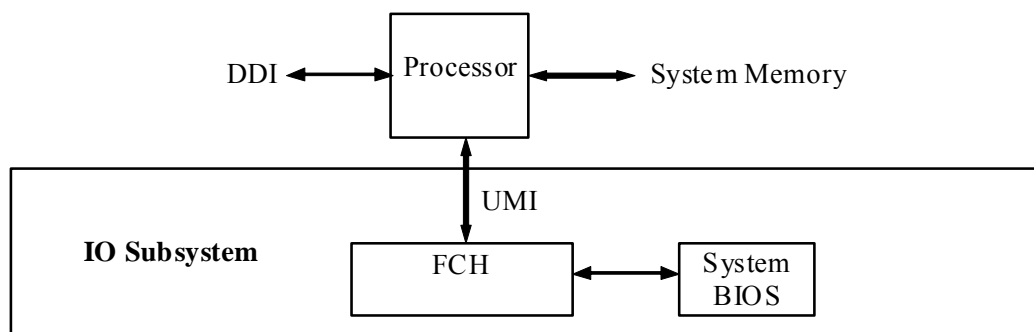 Processor
DDI
System Memory
UMI
IO Subsystem
FCH
System
BIOS